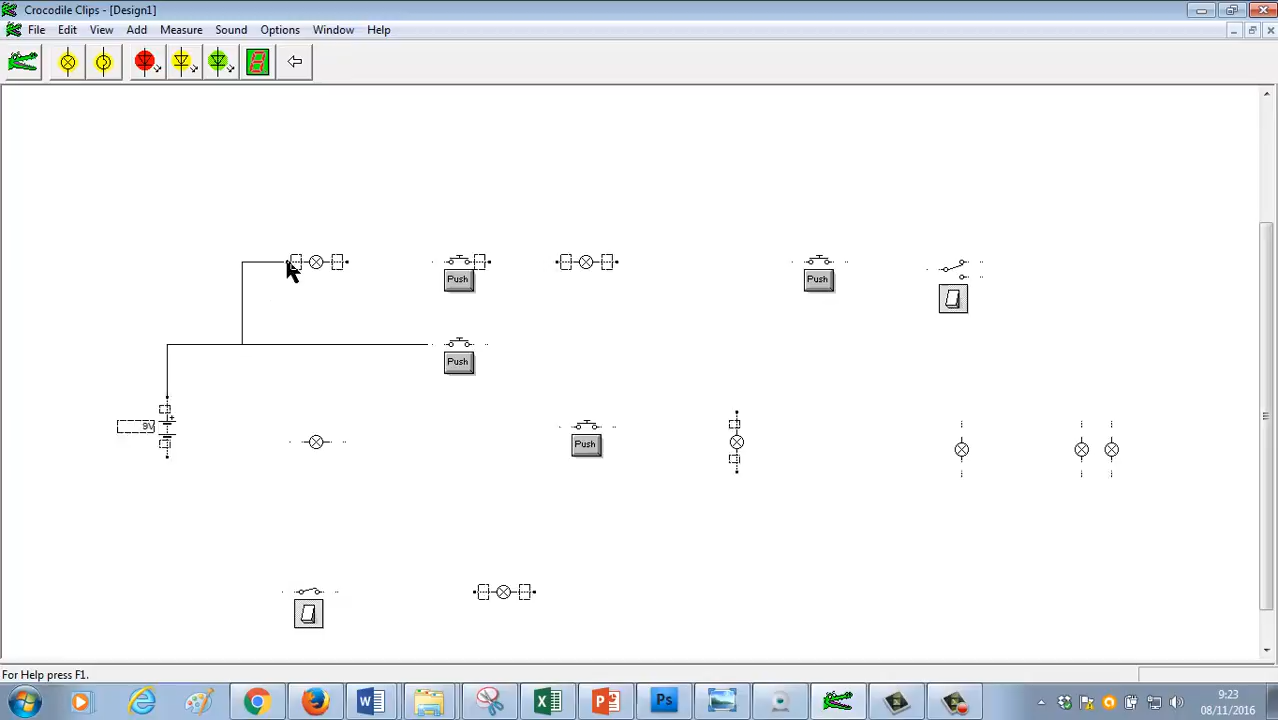 Crocodile Clips - [Design1]
File Edit View Add Measure Sound Options Window Help
Push
Push
Push
9V
Push
For Help press F1.
9:23
08/11/2016